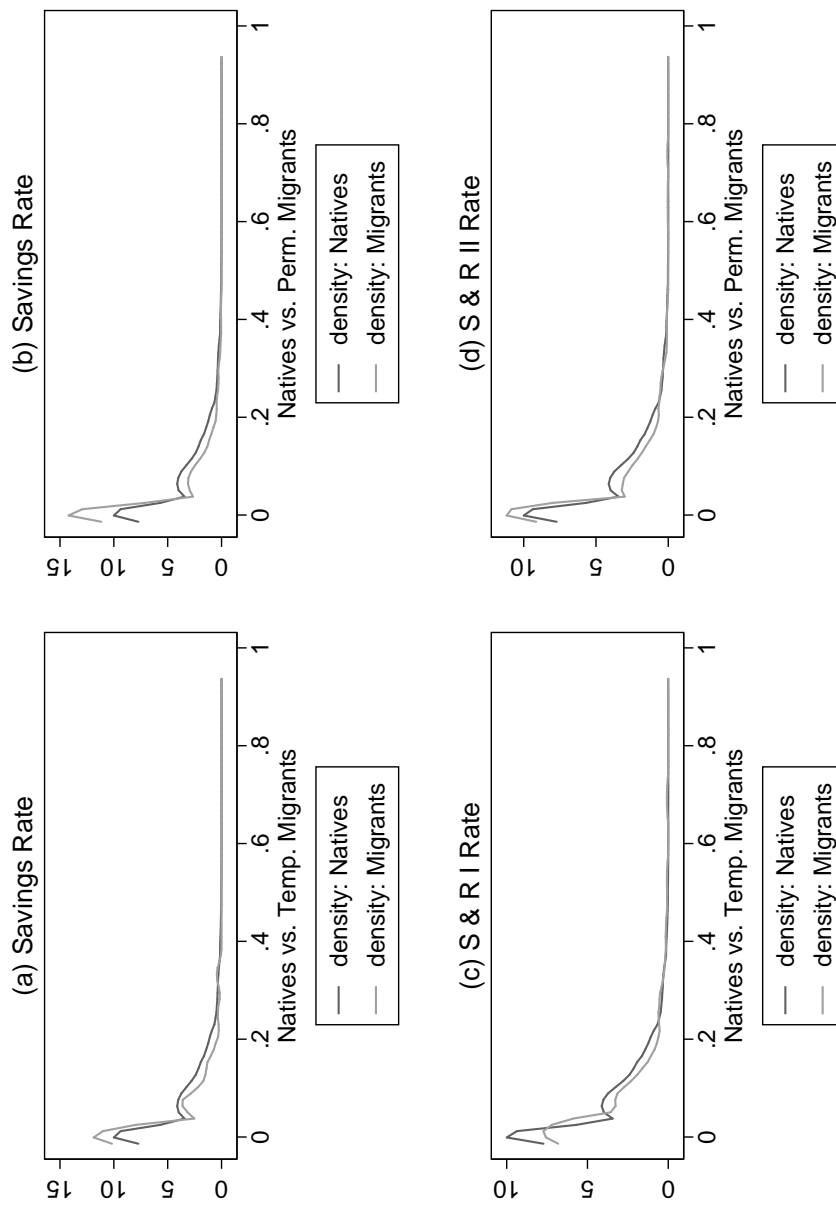 (a) Savings Rate
15
10
5
0
0
.2
.4
.6
.8
1
Natives vs. Temp. Migrants
density: Natives
density: Migrants
(b) Savings Rate
15
10
5
0
0
.2
.4
.6
.8
1
Natives vs. Perm. Migrants
density: Natives
density: Migrants
(c) S & R I Rate
10
5
0
0
.2
.4
.6
.8
1
Natives vs. Temp. Migrants
density: Natives
density: Migrants
(d) S & R II Rate
10
5
0
0
.2
.4
.6
.8
1
Natives vs. Perm. Migrants
density: Natives
density: Migrants